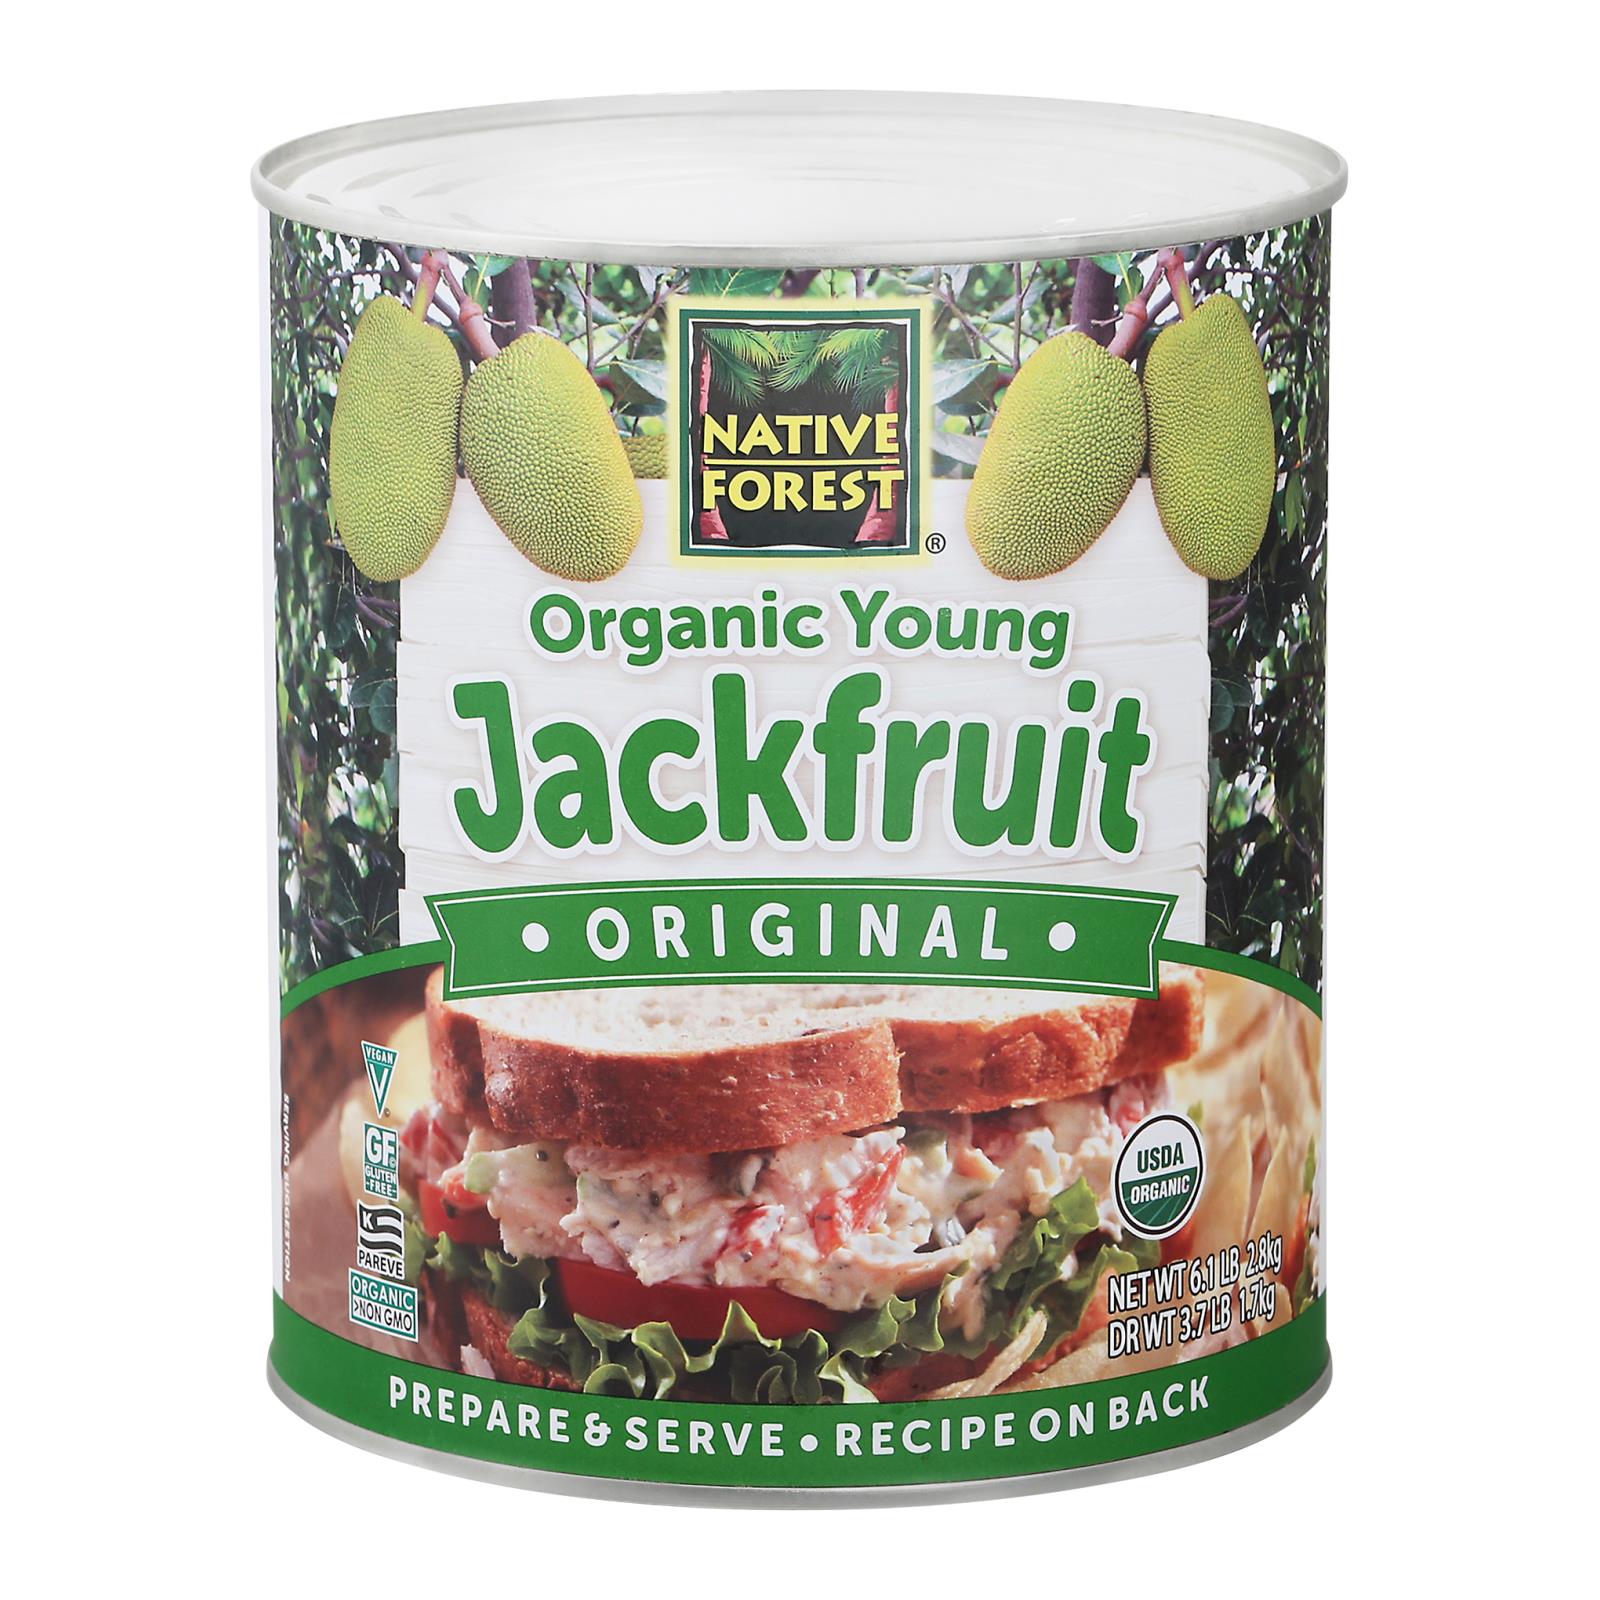 NATIVE
FOREST
®
Organic Young
Jackfruit
• ORIGINAL •
VEGAN
V
GF
GLUTEN
-FREE-
K
PAREVE
ORGANIC
>NON GMO
SERVING SUGGESTION
USDA
ORGANIC
NET WT 6.1 LB 2.8kg
DR WT 3.7 LB 1.7kg
PREPARE & SERVE • RECIPE ON BACK